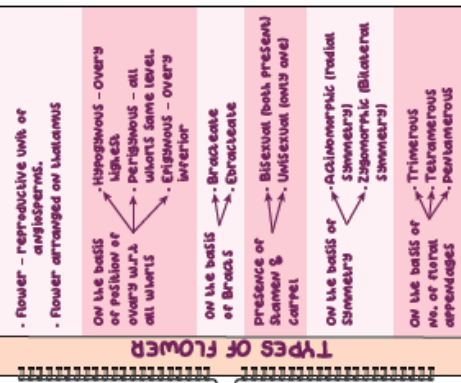 TYPES OF FLOWER
• Flower – reproductive unit of
angiosperms.
• Flower arranged on thalamus
On the basis
of position of
ovary w.r.t
all whorls
• Hypogynous – Overy
highest
• Perigynous – all
whorls same level.
• Epigynous – overy
inferior
On the basis
of Bracts
• Bracteate
• Ebracteate
Presence of
Stamen &
carpel
• Bisexual (both present)
• Unisexual (only one)
On the basis of
symmetry
• Actinomorphic (radial
symmetry)
• Zygomorphic (Bilateral
symmetry)
On the basis of
No. of floral
appendages
• Trimerous
• Tetramerous
• Pentamerous